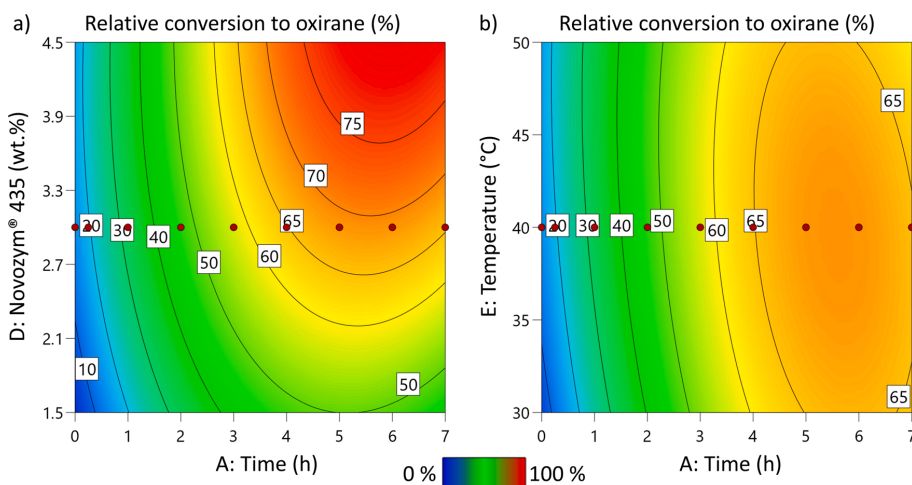 a) Relative conversion to oxirane (%)
4.5
3.9
3.3
2.7
2.1
1.5
D: Novozym® 435 (wt.%)
75
70
65
60
20
30
40
50
10
50
0 1 2 3 4 5 6 7
A: Time (h)
b) Relative conversion to oxirane (%)
50
45
40
35
30
E: Temperature (°C)
65
20 30 40 50 60 65
65
0 1 2 3 4 5 6 7
A: Time (h)
0 % 100 %